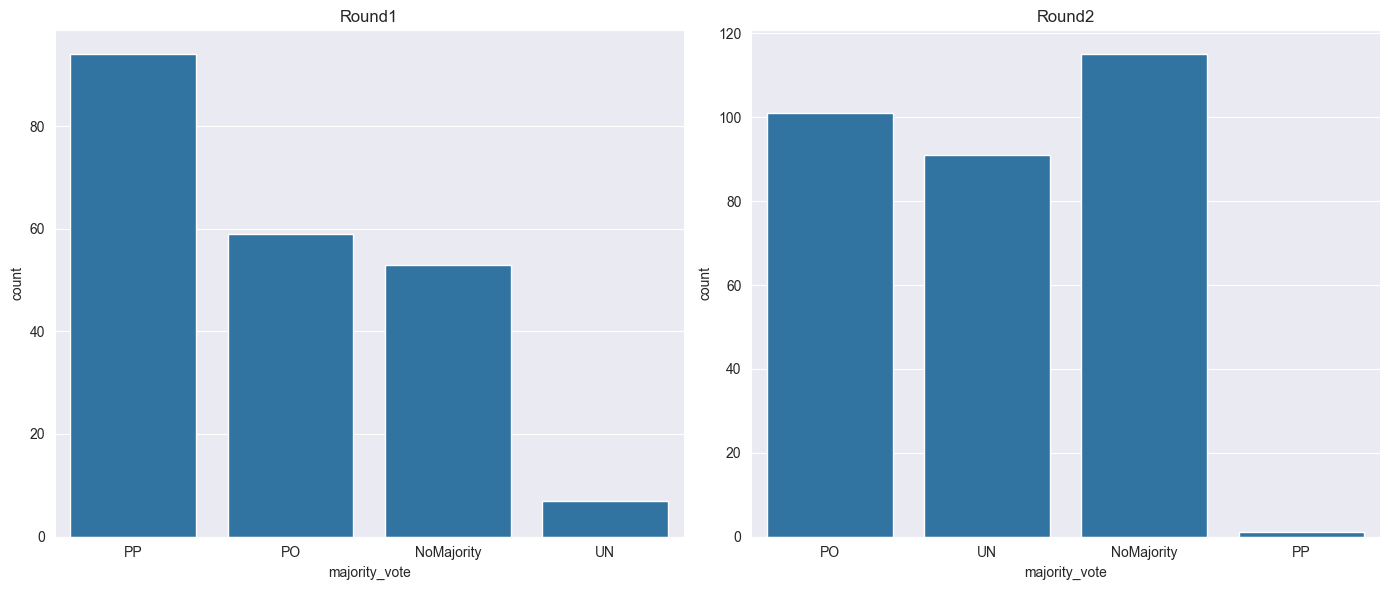 Round1
80
60
40
20
0
count
PP PO NoMajority UN
majority_vote
Round2
120
100
80
60
40
20
0
count
PO UN NoMajority PP
majority_vote